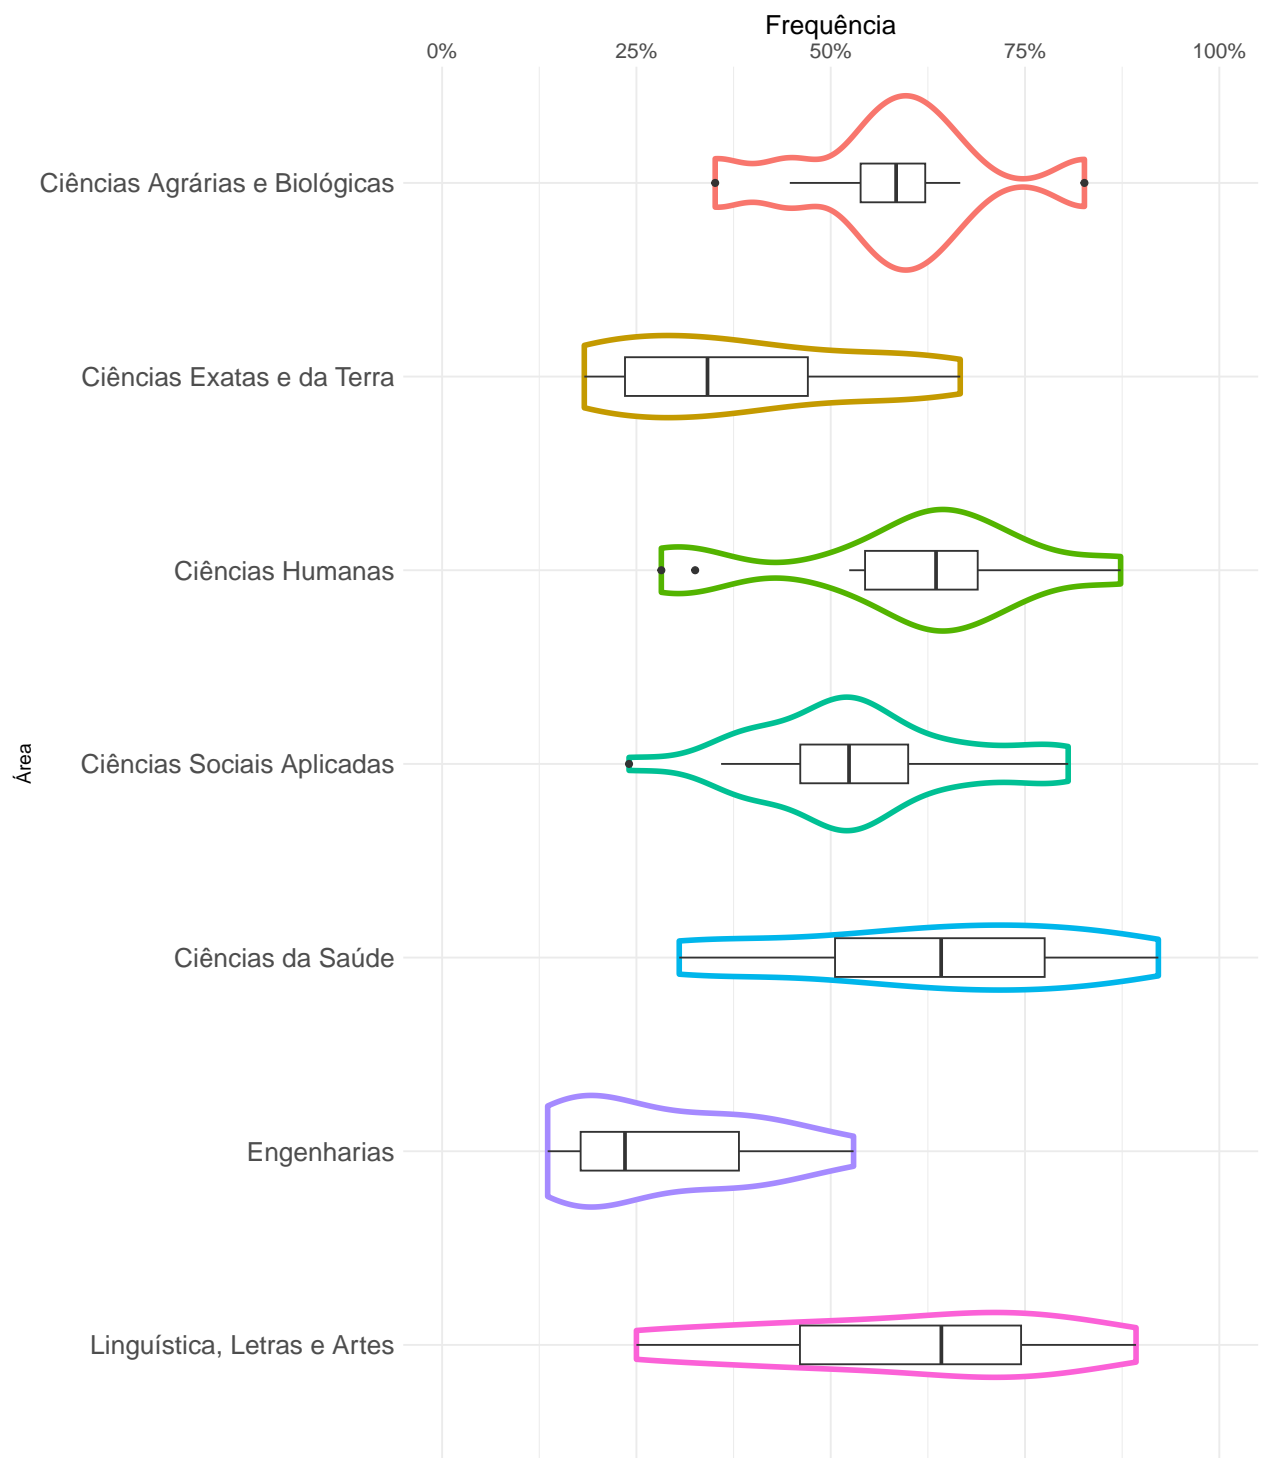 Frequência
0% 25% 50% 75% 100%
Ciências Agrárias e Biológicas
Ciências Exatas e da Terra
Ciências Humanas
Área
Ciências Sociais Aplicadas
Ciências da Saúde
Engenharias
Linguística, Letras e Artes